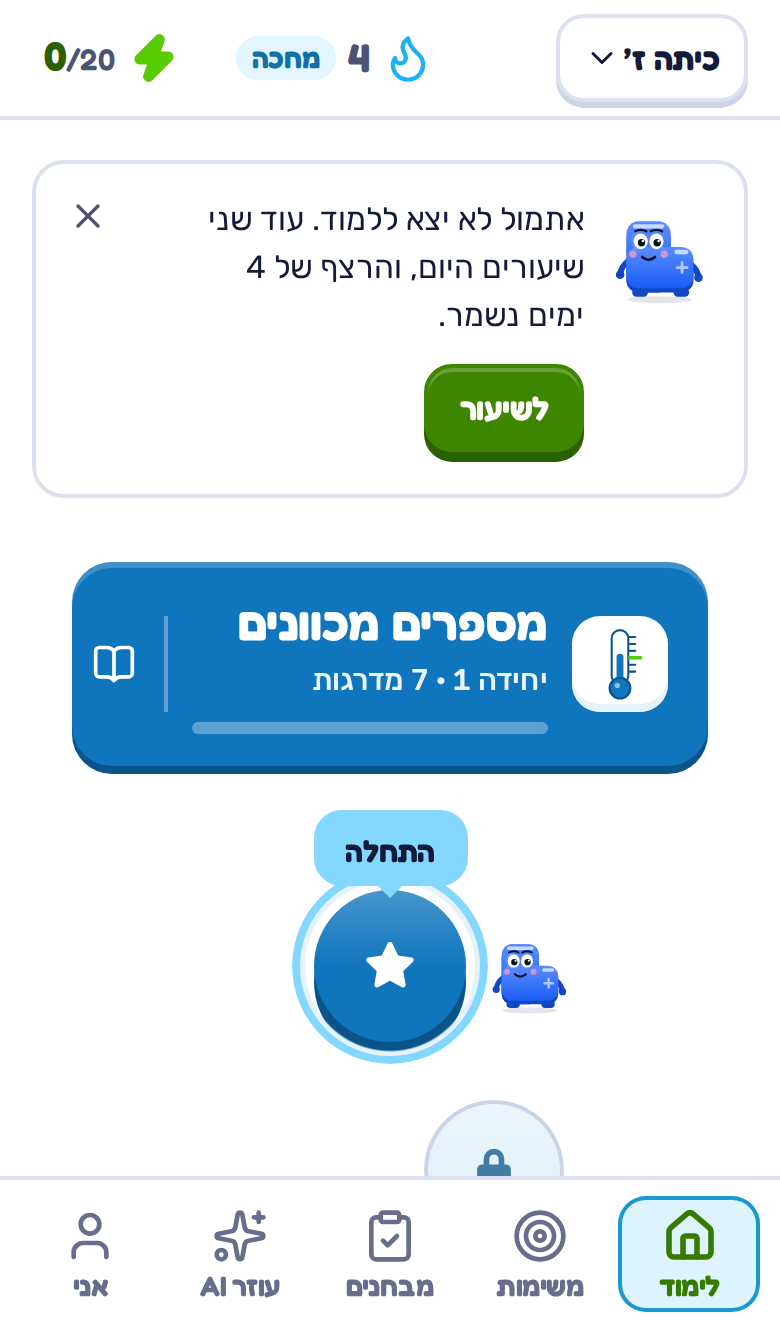 כיתה ז׳
4 מחכה
0/20
אתמול לא יצא ללמוד. עוד שני
שיעורים היום, והרצף של 4
ימים נשמר.
לשיעור
מספרים מכוונים
יחידה 1 • 7 מדרגות
התחלה
לימוד
משימות
מבחנים
עוזר AI
אני